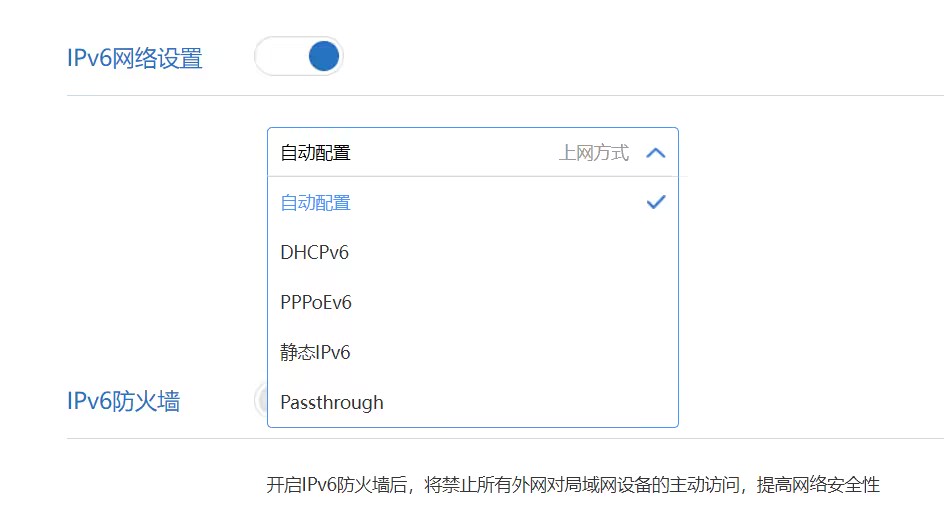 IPv6网络设置
自动配置 上网方式
自动配置
DHCPv6
PPPoEv6
静态IPv6
Passthrough
IPv6防火墙
开启IPv6防火墙后，将禁止所有外网对局域网设备的主动访问，提高网络安全性